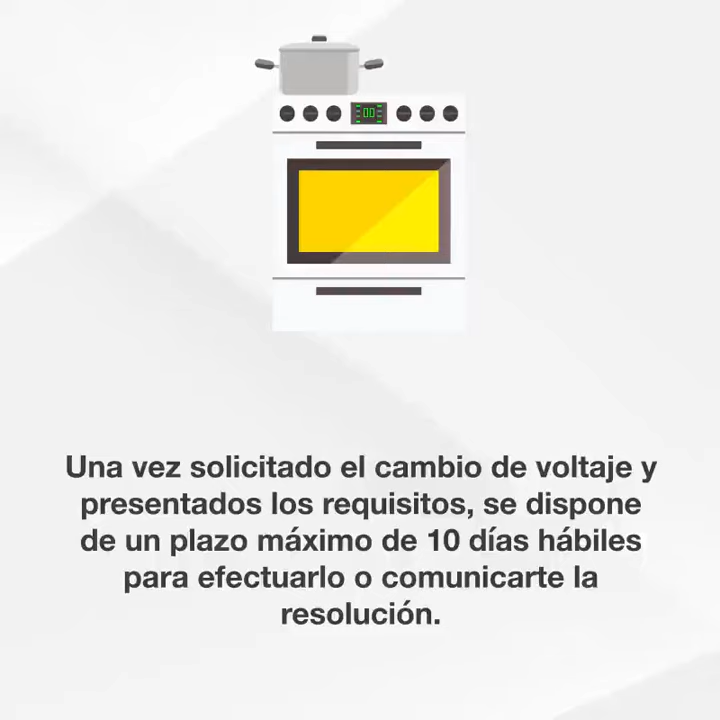 00
Una vez solicitado el cambio de voltaje y
presentados los requisitos, se dispone
de un plazo máximo de 10 días hábiles
para efectuarlo o comunicarte la
resolución.